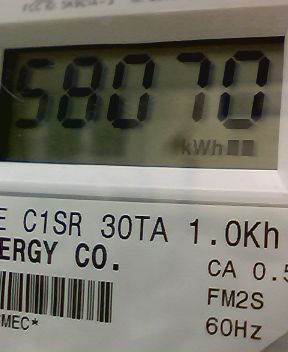 58070
kWh
E C1SR 30TA 1.0Kh
ERGY CO.
CA 0.5
FM2S
60Hz
MEC*